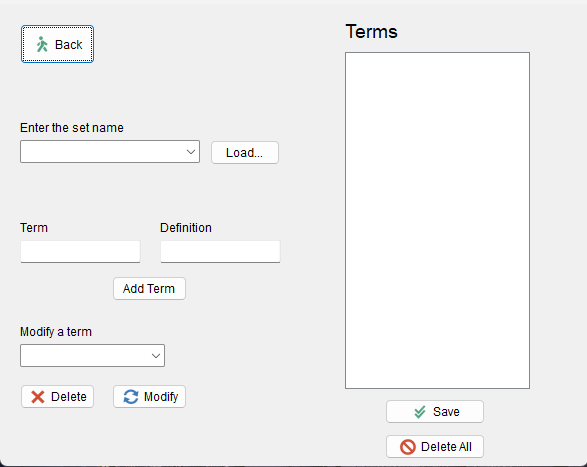 Back
Terms
Enter the set name
Load...
Term
Definition
Add Term
Modify a term
Delete
Modify
Save
Delete All